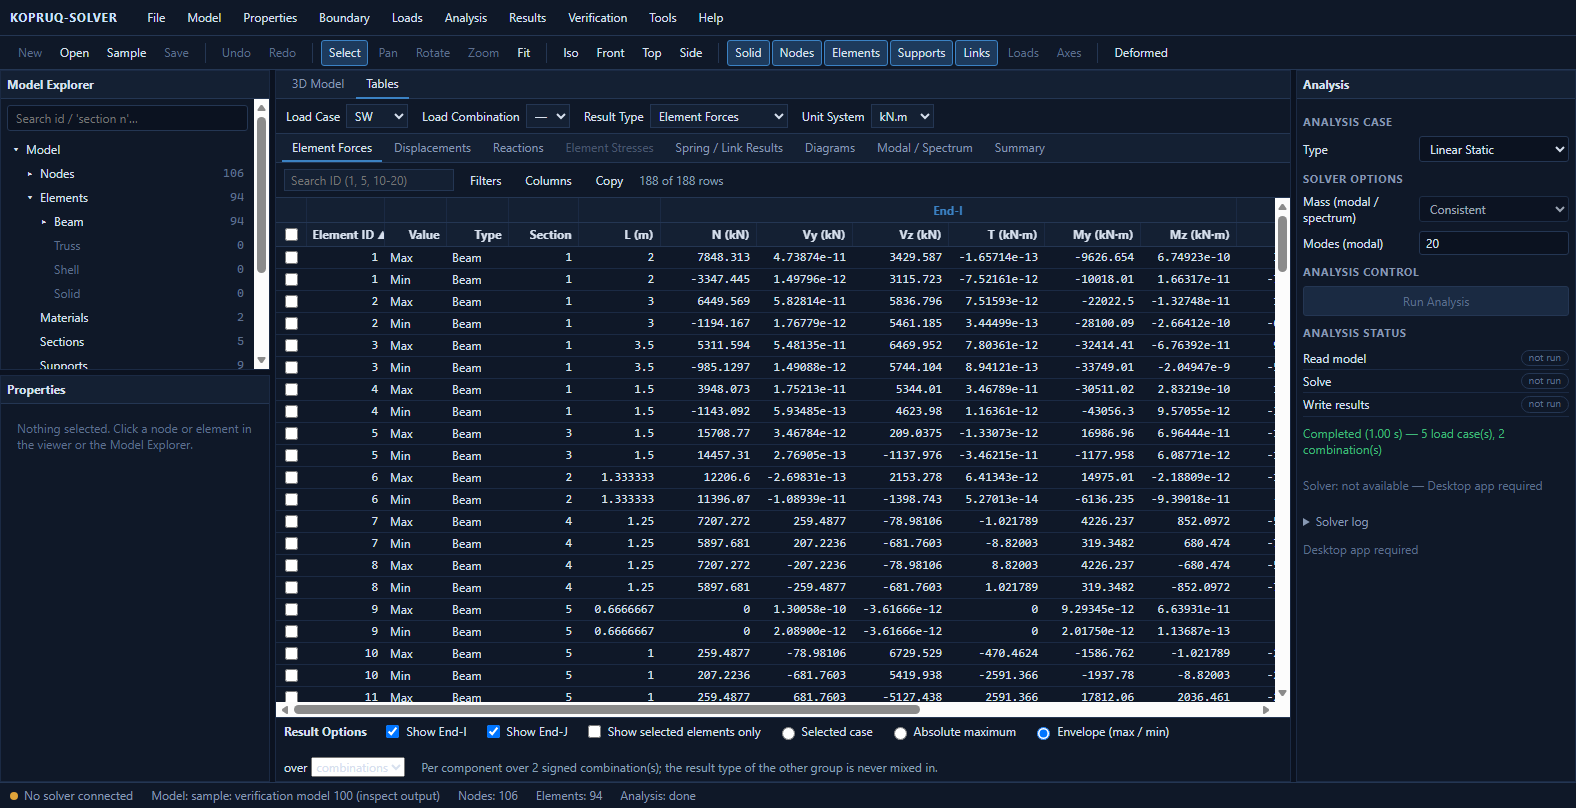 KOPRUQ-SOLVER File Model Properties Boundary Loads Analysis Results Verification Tools Help
New Open Sample Save Undo Redo Select Pan Rotate Zoom Fit Iso Front Top Side Solid Nodes Elements Supports Links Loads Axes Deformed
Model Explorer
Search id / 'section n'...
Model
Nodes 106
Elements 94
Beam 94
Truss 0
Shell 0
Solid 0
Materials 2
Sections 5
Supports 9
Properties
Nothing selected. Click a node or element in
the viewer or the Model Explorer.
3D Model Tables
Load Case SW Load Combination — Result Type Element Forces Unit System kN.m
Element Forces Displacements Reactions Element Stresses Spring / Link Results Diagrams Modal / Spectrum Summary
Search ID (1, 5, 10-20) Filters Columns Copy 188 of 188 rows
End-I
Element ID ▲ Value Type Section L (m) N (kN) Vy (kN) Vz (kN) T (kN·m) My (kN·m) Mz (kN·m)
1 Max Beam 1 2 7848.313 4.73874e-11 3429.587 -1.65714e-13 -9626.654 6.74923e-10
1 Min Beam 1 2 -3347.445 1.49796e-12 3115.723 -7.52161e-12 -10018.01 1.66317e-11
2 Max Beam 1 3 6449.569 5.82814e-11 5836.796 7.51593e-12 -22022.5 -1.32748e-11
2 Min Beam 1 3 -1194.167 1.76779e-12 5461.185 3.44499e-13 -28100.09 -2.66412e-10
3 Max Beam 1 3.5 5311.594 5.48135e-11 6469.952 7.80361e-12 -32414.41 -6.76392e-11
3 Min Beam 1 3.5 -985.1297 1.49088e-12 5744.104 8.94121e-13 -33749.01 -2.04947e-9
4 Max Beam 1 1.5 3948.073 1.75213e-11 5344.01 3.46789e-11 -30511.02 2.83219e-10
4 Min Beam 1 1.5 -1143.092 5.93485e-13 4623.98 1.16361e-12 -43056.3 9.57055e-12
5 Max Beam 3 1.5 15708.77 3.46784e-12 209.0375 -1.33073e-12 16986.96 6.96444e-11
5 Min Beam 3 1.5 14457.31 2.76905e-13 -1137.976 -3.46215e-11 -1177.958 6.08771e-12
6 Max Beam 2 1.333333 12206.6 -2.69831e-13 2153.278 6.41343e-12 14975.01 -2.18809e-12
6 Min Beam 2 1.333333 11396.07 -1.08939e-11 -1398.743 5.27013e-14 -6136.235 -9.39018e-11
7 Max Beam 4 1.25 7207.272 259.4877 -78.98106 -1.021789 4226.237 852.0972
7 Min Beam 4 1.25 5897.681 207.2236 -681.7603 -8.82003 319.3482 680.474
8 Max Beam 4 1.25 7207.272 -207.2236 -78.98106 8.82003 4226.237 -680.474
8 Min Beam 4 1.25 5897.681 -259.4877 -681.7603 1.021789 319.3482 -852.0972
9 Max Beam 5 0.6666667 0 1.30058e-10 -3.61666e-12 0 9.29345e-12 6.63931e-11
9 Min Beam 5 0.6666667 0 2.08900e-12 -3.61666e-12 0 2.01750e-12 1.13687e-13
10 Max Beam 5 1 259.4877 -78.98106 6729.529 -470.4624 -1586.762 -1.021789
10 Min Beam 5 1 207.2236 -681.7603 5419.938 -2591.366 -1937.78 -8.82003
11 Max Beam 5 1 259.4877 681.7603 -5127.438 2591.366 17812.06 2036.461
Result Options Show End-I Show End-J Show selected elements only Selected case Absolute maximum Envelope (max / min)
over combinations Per component over 2 signed combination(s); the result type of the other group is never mixed in.
Analysis
ANALYSIS CASE
Type Linear Static
SOLVER OPTIONS
Mass (modal / spectrum) Consistent
Modes (modal) 20
ANALYSIS CONTROL
Run Analysis
ANALYSIS STATUS
Read model not run
Solve not run
Write results not run
Completed (1.00 s) — 5 load case(s), 2
combination(s)
Solver: not available — Desktop app required
Solver log
Desktop app required
No solver connected Model: sample: verification model 100 (inspect output) Nodes: 106 Elements: 94 Analysis: done